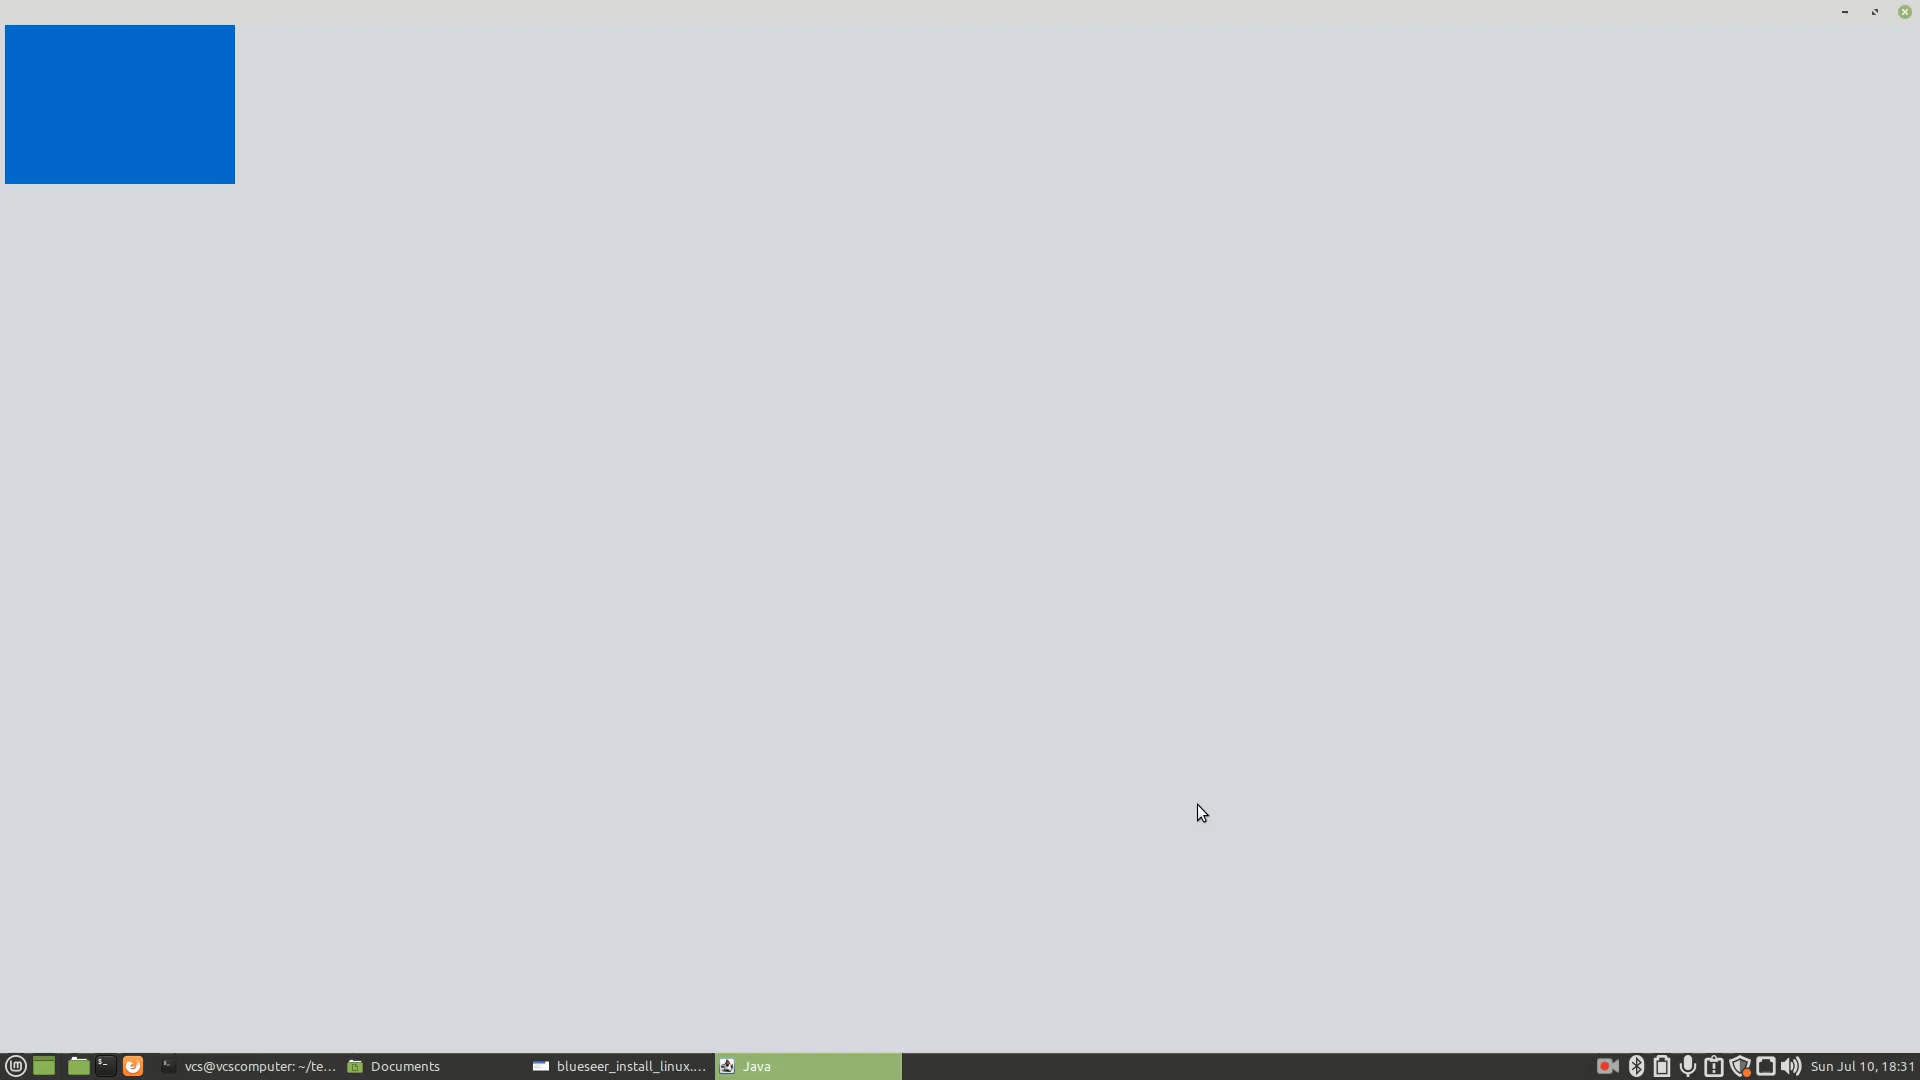 vcs@vcscomputer: ~/te...
Documents
blueseer_install_linux....
Java
Sun Jul 10, 18:31